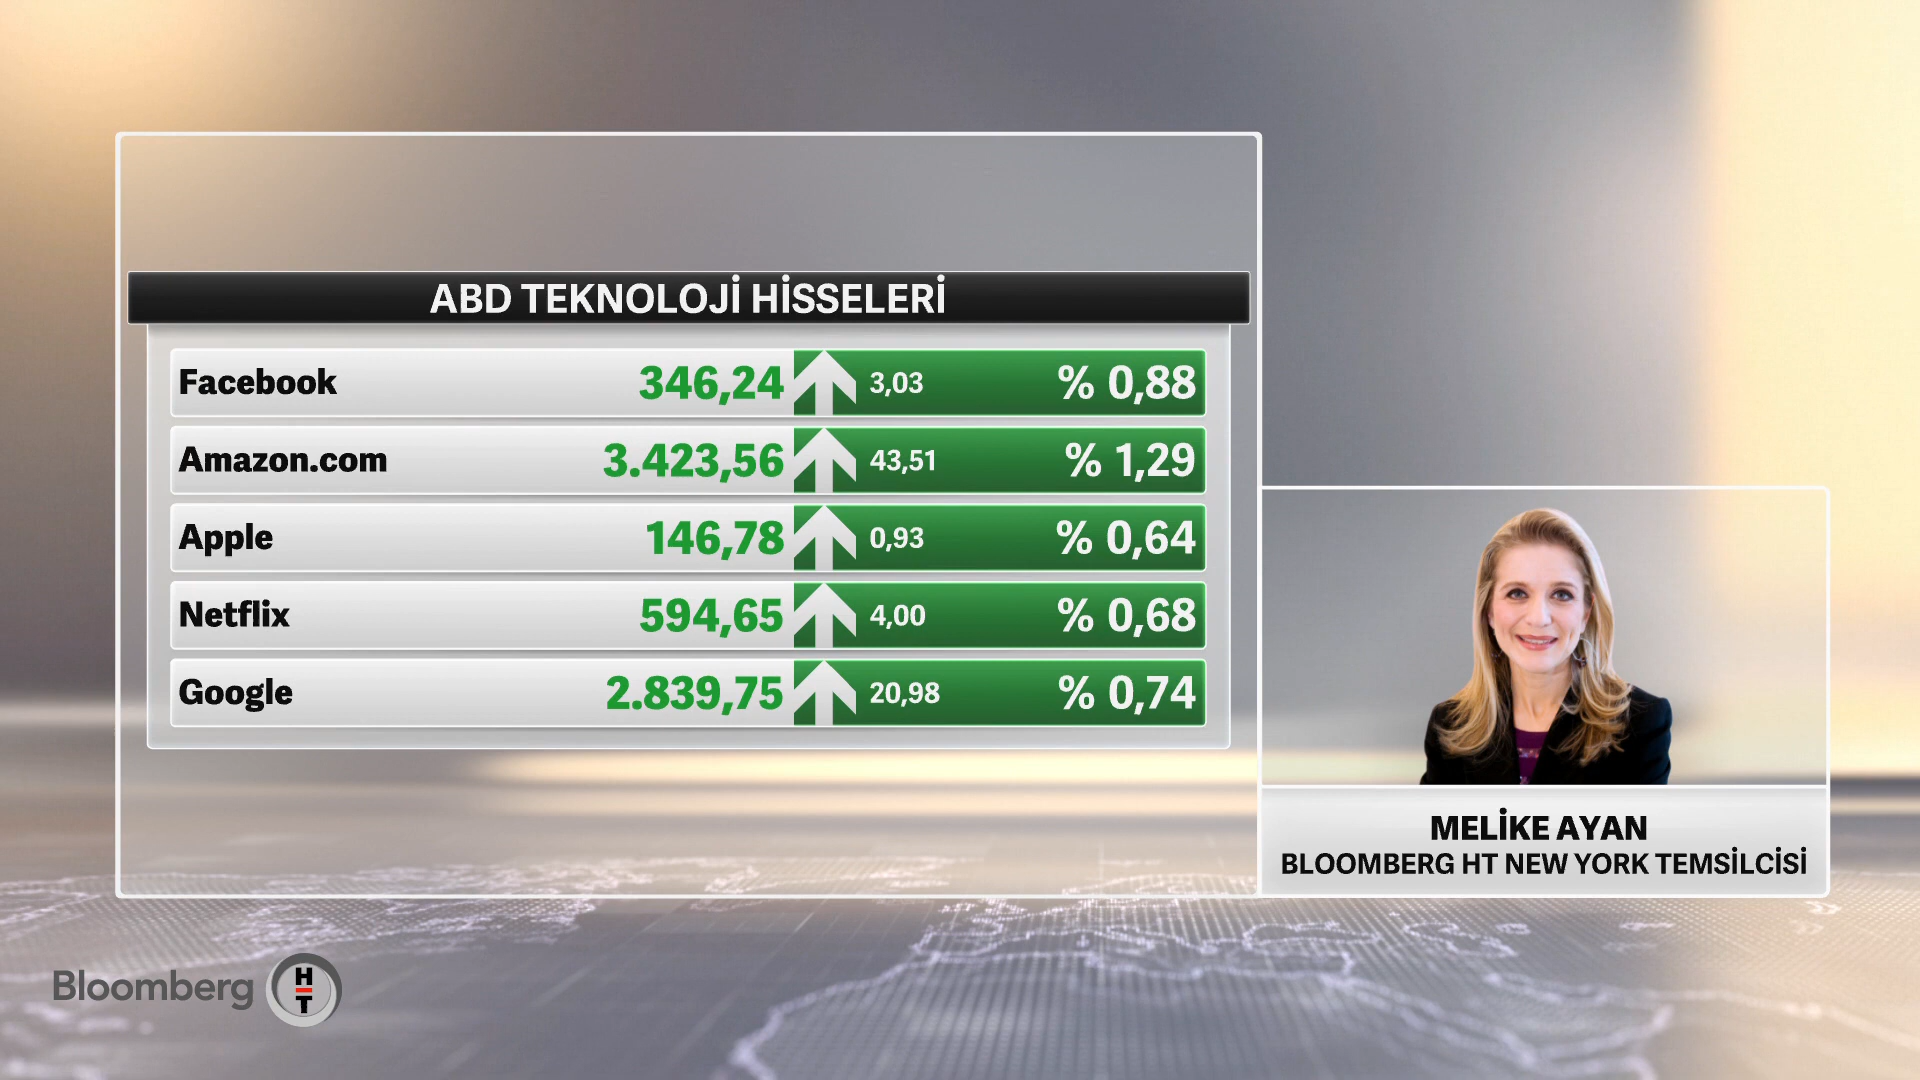 ABD TEKNOLOJİ HİSSELERİ
Facebook 346,24 3,03 % 0,88
Amazon.com 3.423,56 43,51 % 1,29
Apple 146,78 0,93 % 0,64
Netflix 594,65 4,00 % 0,68
Google 2.839,75 20,98 % 0,74
MELİKE AYAN
BLOOMBERG HT NEW YORK TEMSİLCİSİ
Bloomberg HT